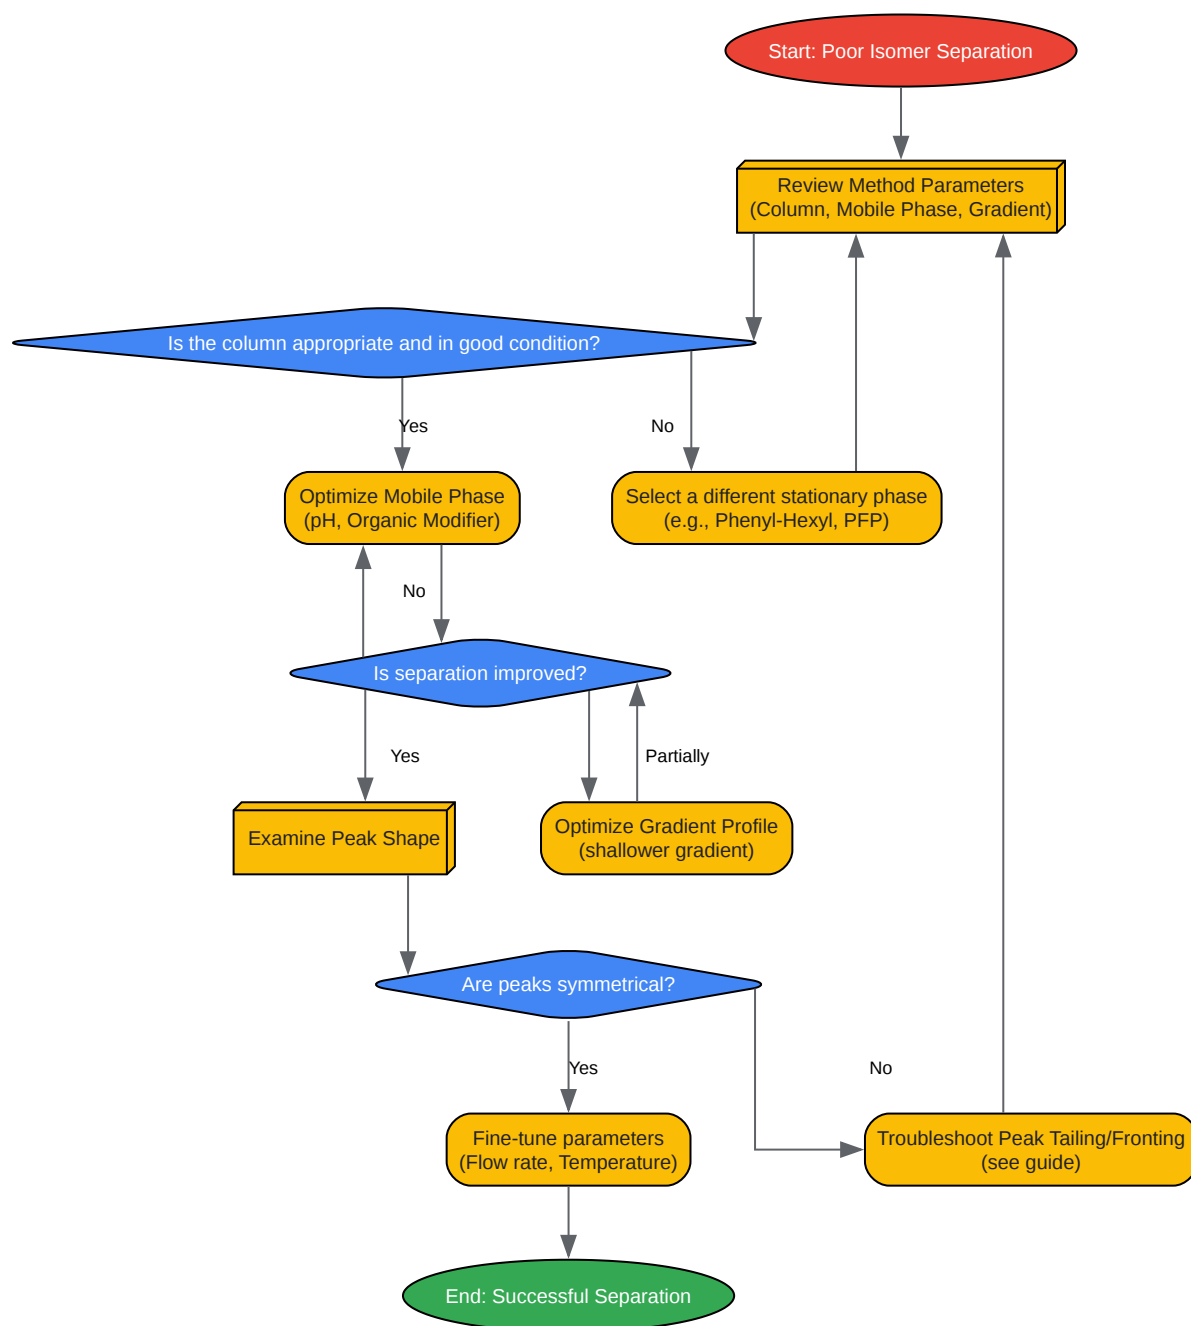 Start: Poor Isomer Separation
Review Method Parameters
(Column, Mobile Phase, Gradient)
Is the column appropriate and in good condition?
Yes
No
Optimize Mobile Phase
(pH, Organic Modifier)
Select a different stationary phase
(e.g., Phenyl-Hexyl, PFP)
No
Is separation improved?
Yes
Partially
Examine Peak Shape
Optimize Gradient Profile
(shallower gradient)
Are peaks symmetrical?
Yes
No
Fine-tune parameters
(Flow rate, Temperature)
Troubleshoot Peak Tailing/Fronting
(see guide)
End: Successful Separation